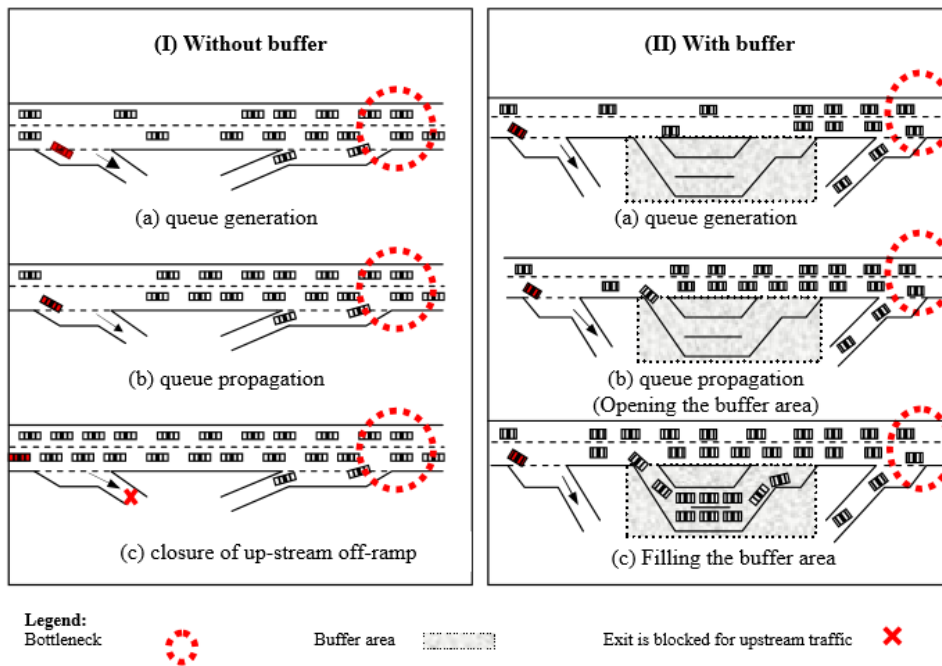 (I) Without buffer
(a) queue generation
(b) queue propagation
(c) closure of up-stream off-ramp
(II) With buffer
(a) queue generation
(b) queue propagation
(Opening the buffer area)
(c) Filling the buffer area
Legend:
Bottleneck
Buffer area
Exit is blocked for upstream traffic